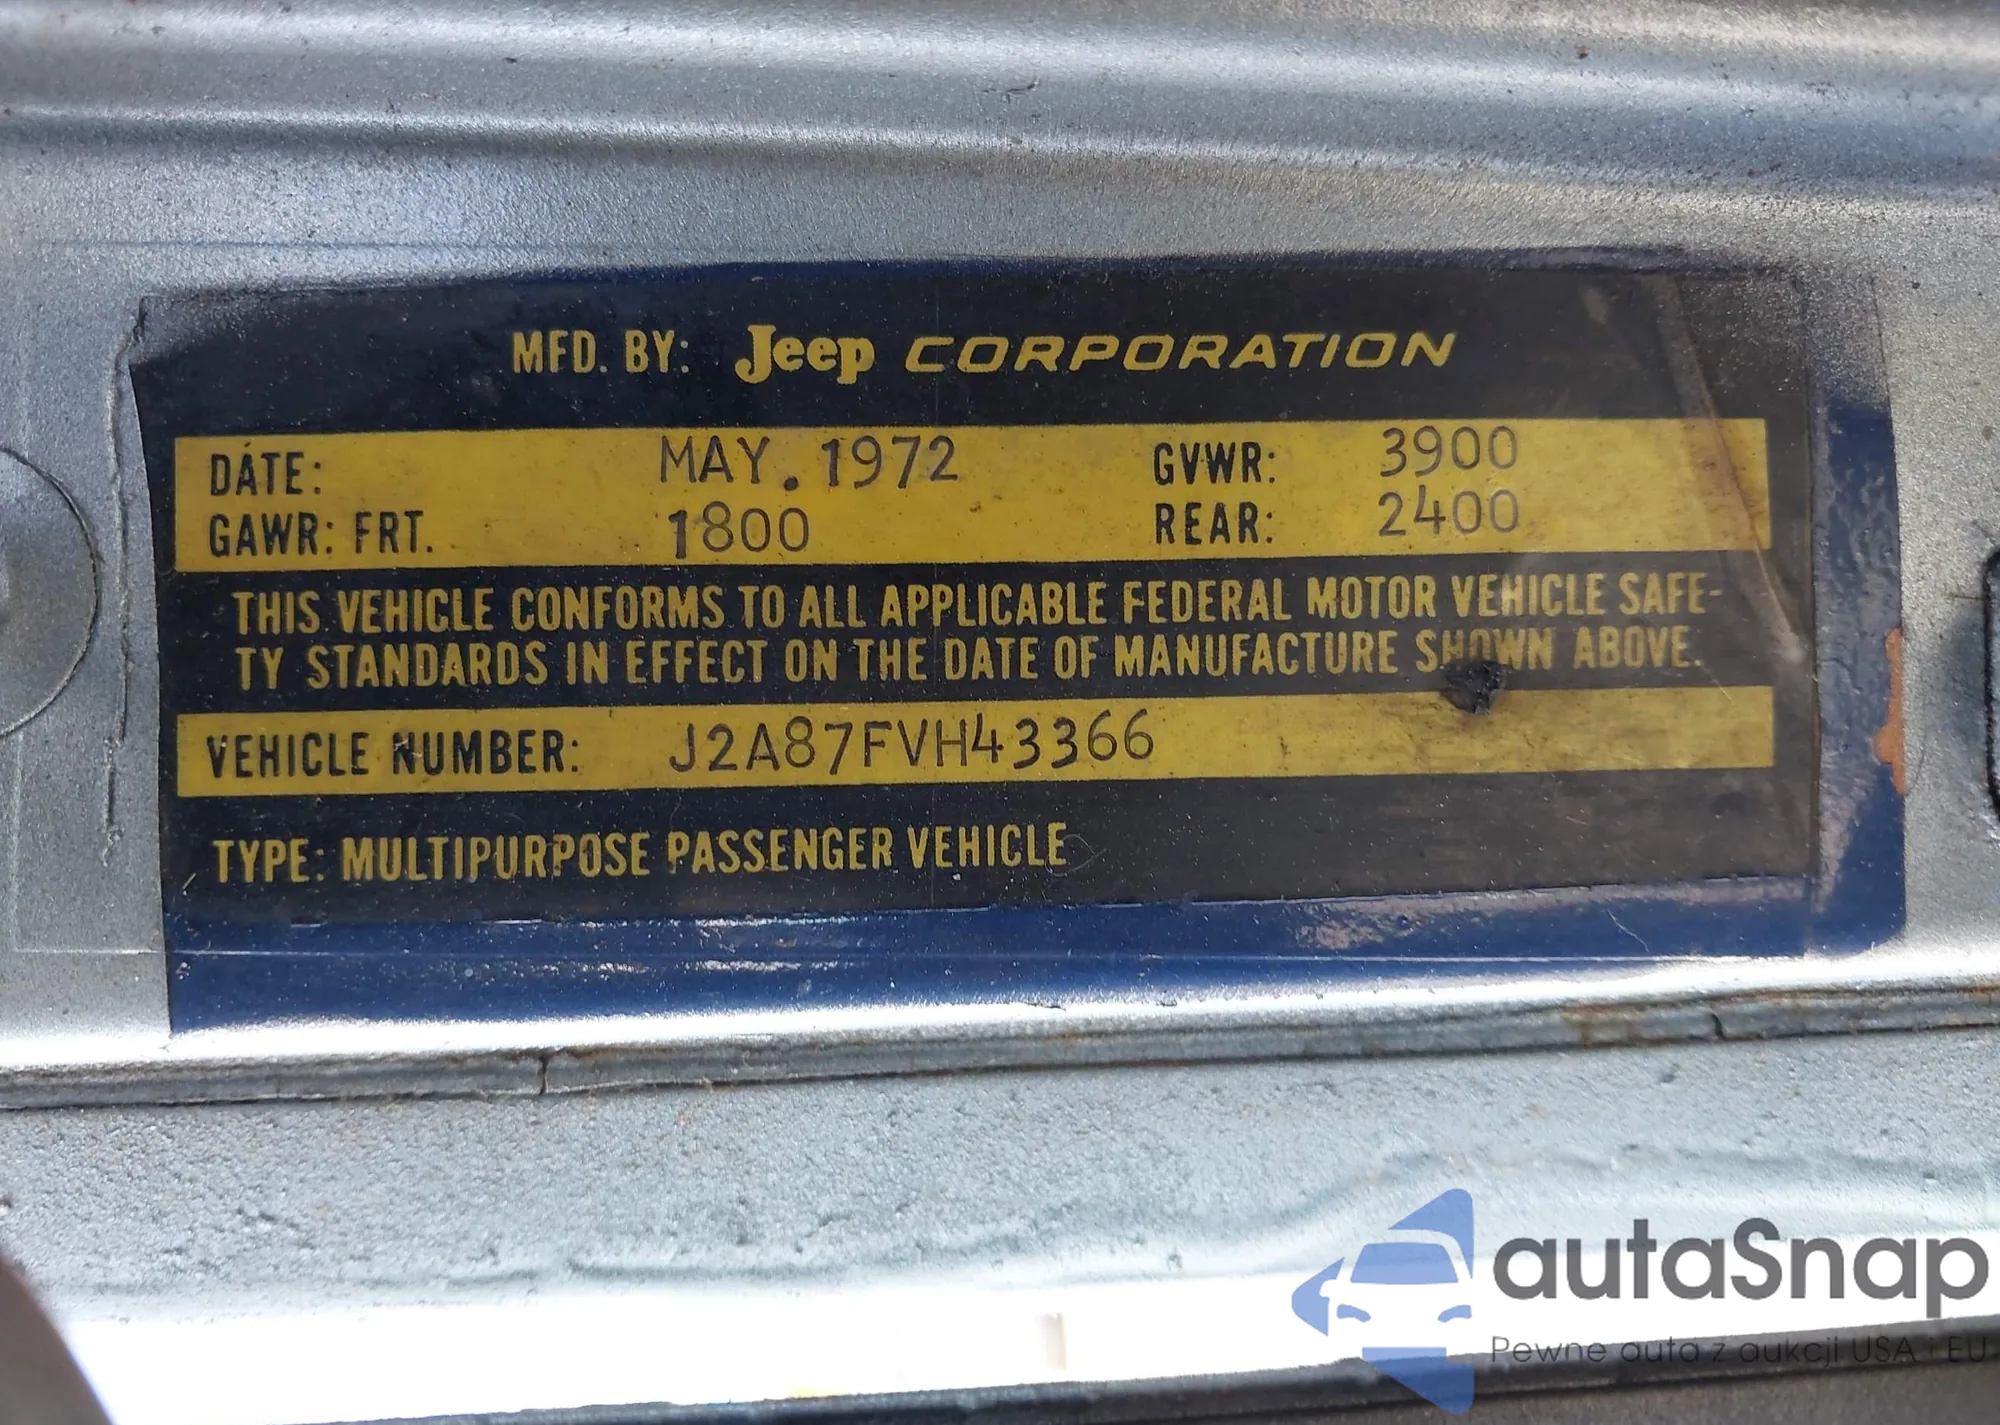 MFD. BY: Jeep CORPORATION
DATE: MAY. 1972 GVWR: 3900
GAWR: FRT. 1800 REAR: 2400
THIS VEHICLE CONFORMS TO ALL APPLICABLE FEDERAL MOTOR VEHICLE SAFE-
TY STANDARDS IN EFFECT ON THE DATE OF MANUFACTURE SHOWN ABOVE.
VEHICLE NUMBER: J2A87FVH43366
TYPE: MULTIPURPOSE PASSENGER VEHICLE
autaSnap
Pewne auta z aukcji USA i EU